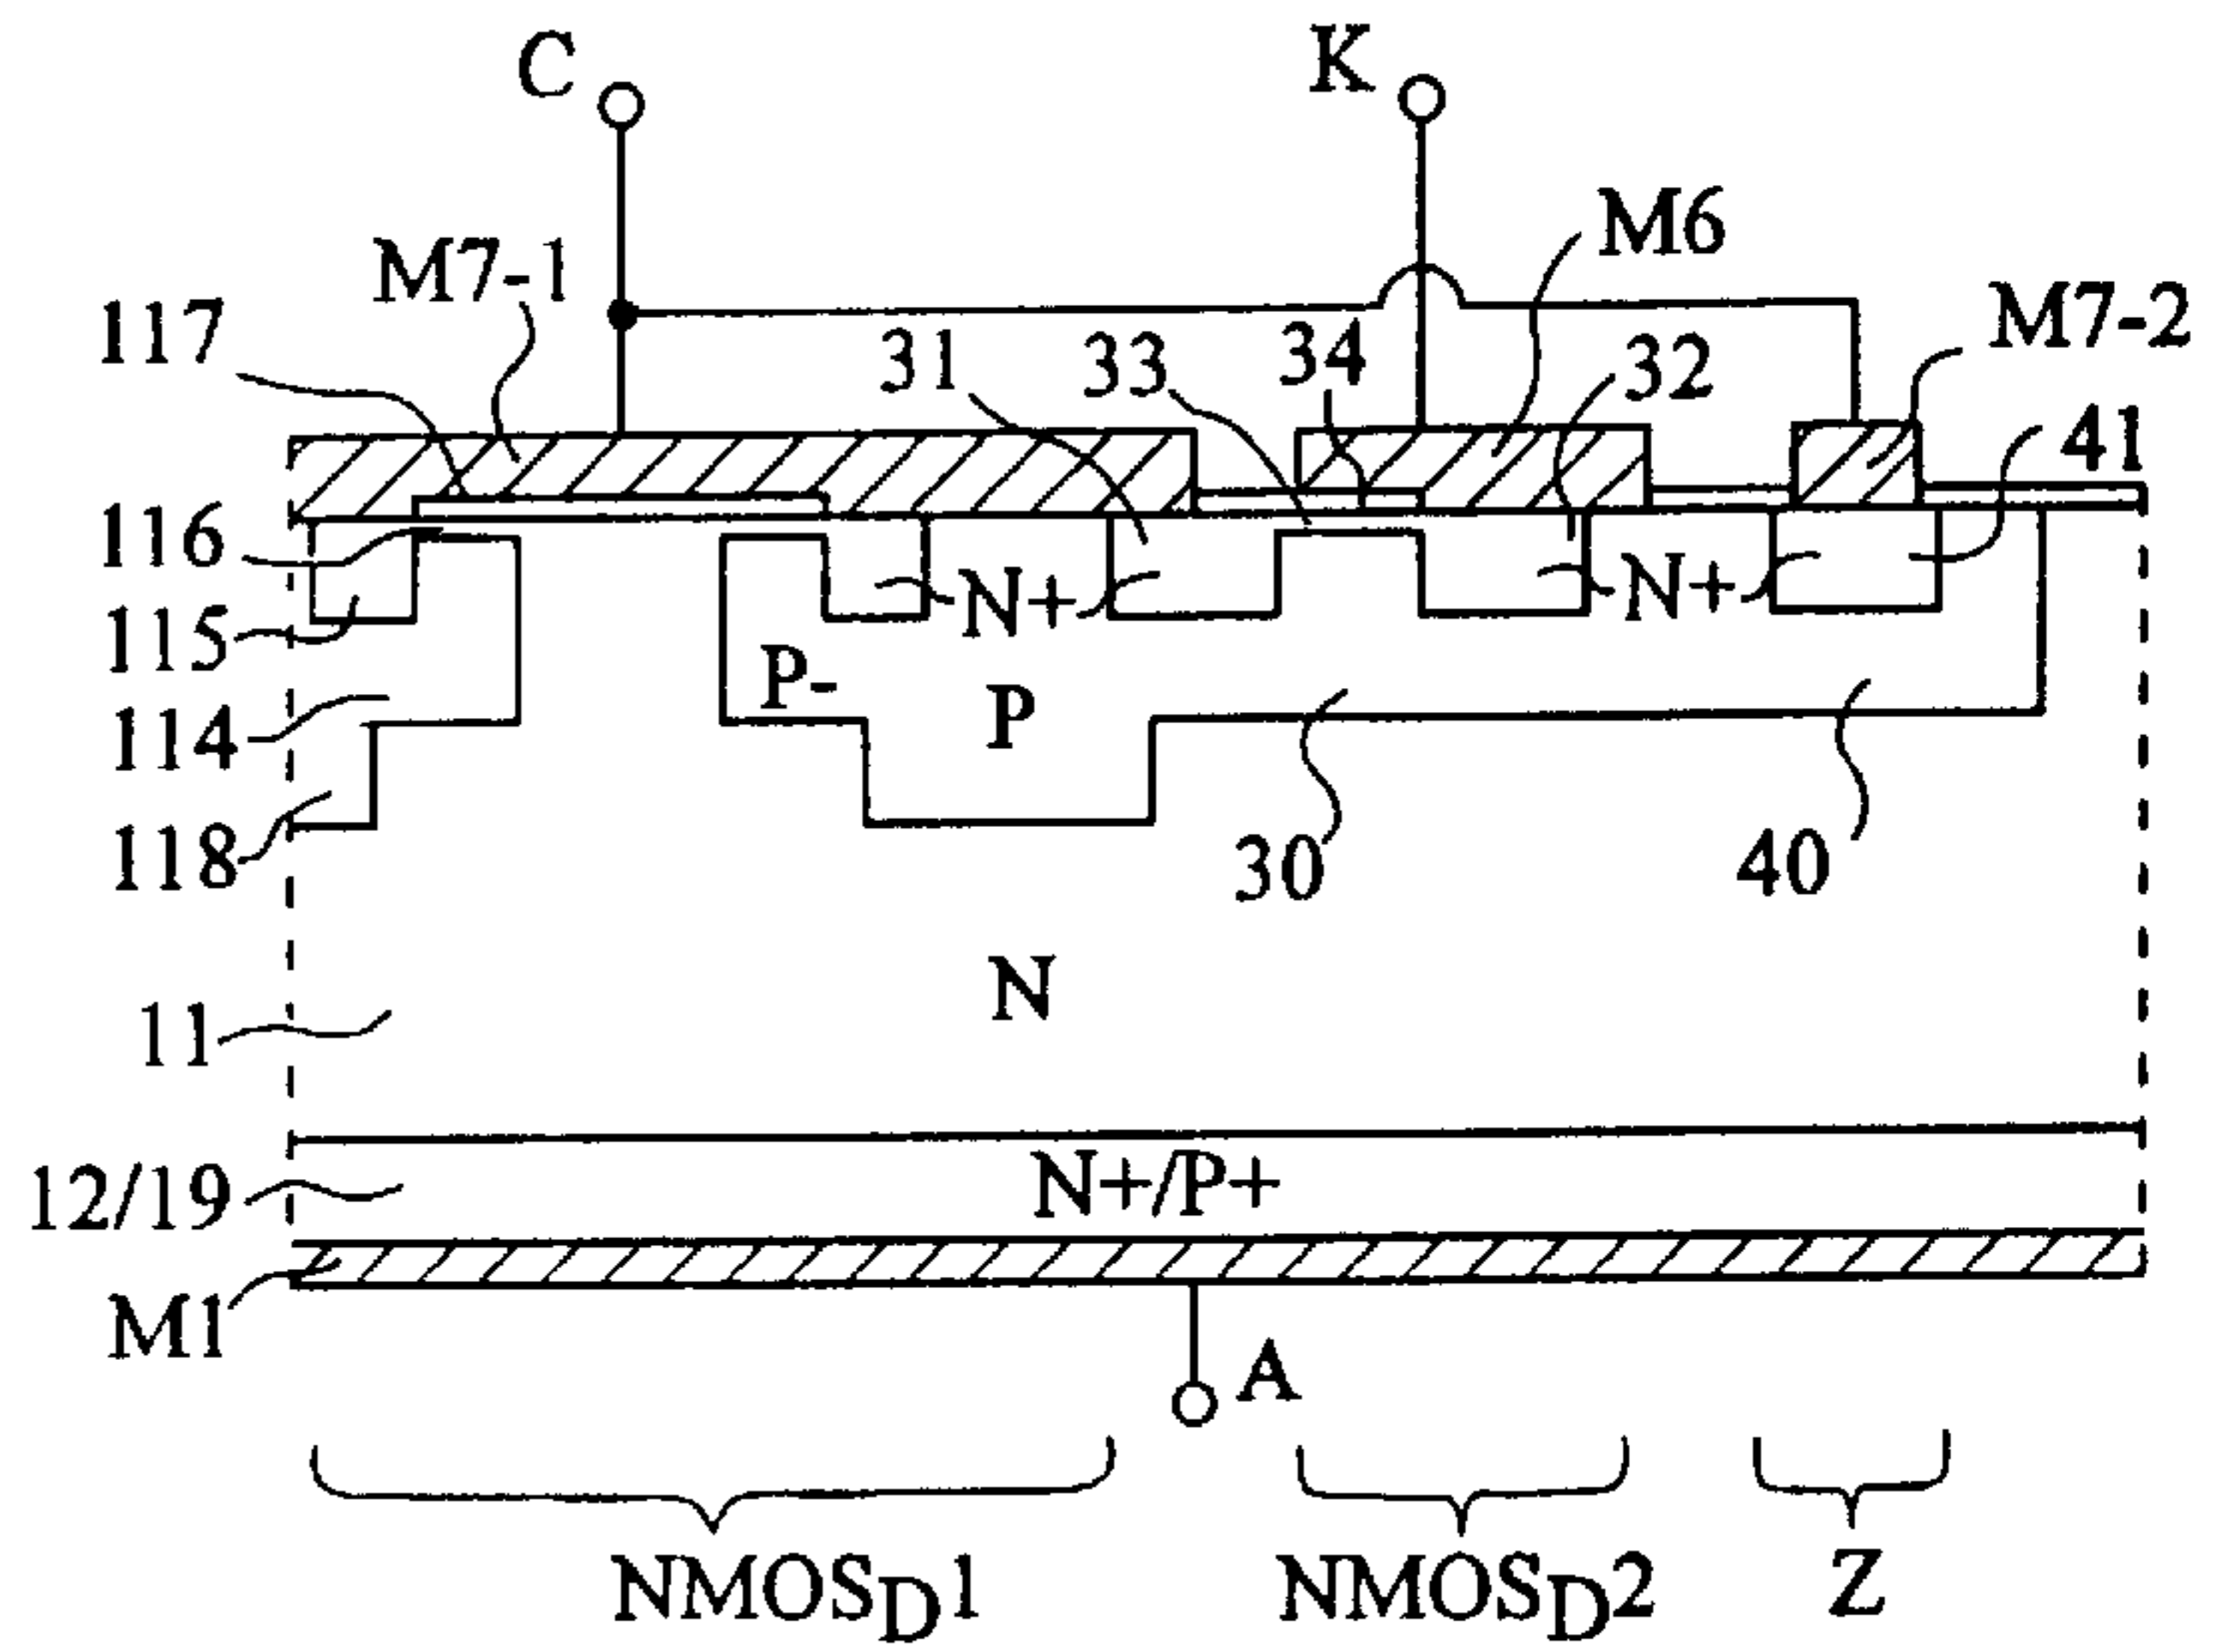 C
K
M6
M7-1
M7-2
117
31
33
34
32
41
116
N+
N+
115
P-
P
114
118
30
40
N
11
12/19
N+/P+
M1
A
NMOSD1
NMOSD2
Z